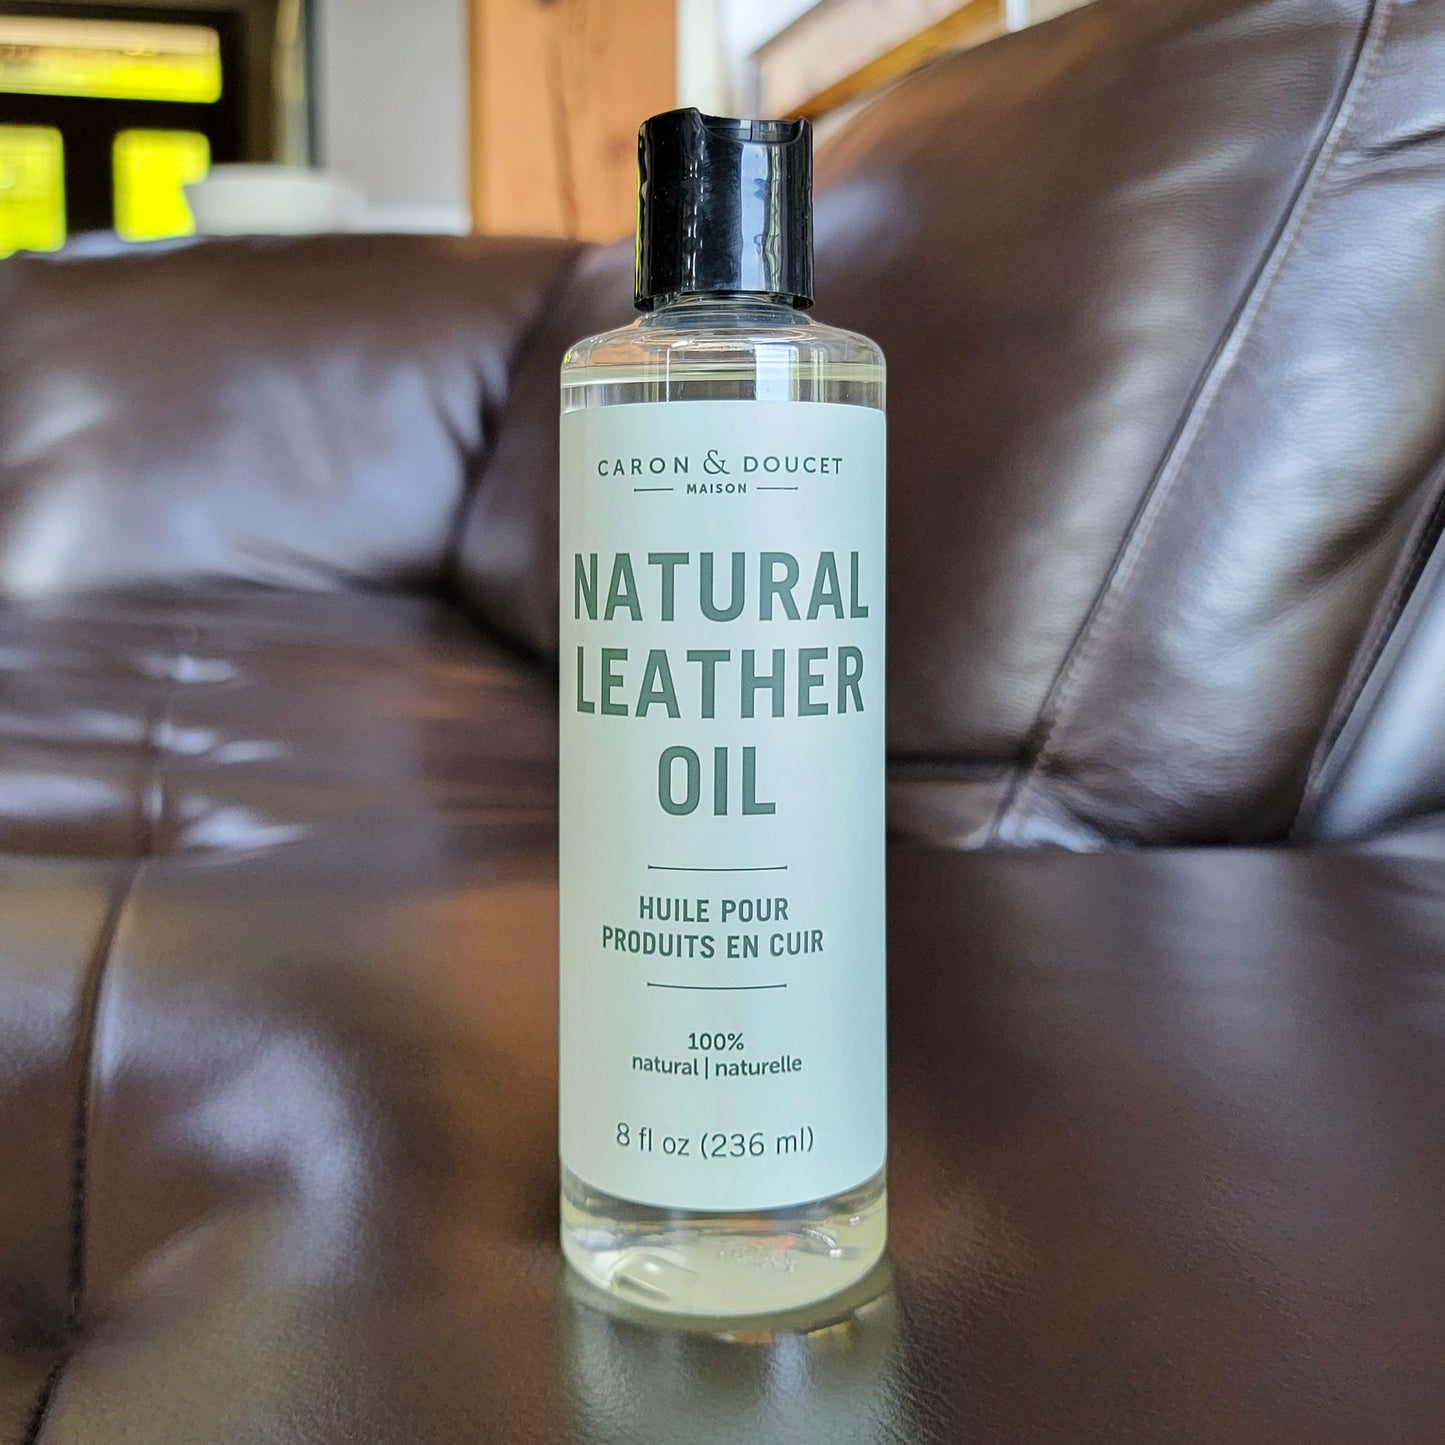 CARON & DOUCET
MAISON
NATURAL
LEATHER
OIL
HUILE POUR
PRODUITS EN CUIR
100%
natural | naturelle
8 fl oz (236 ml)